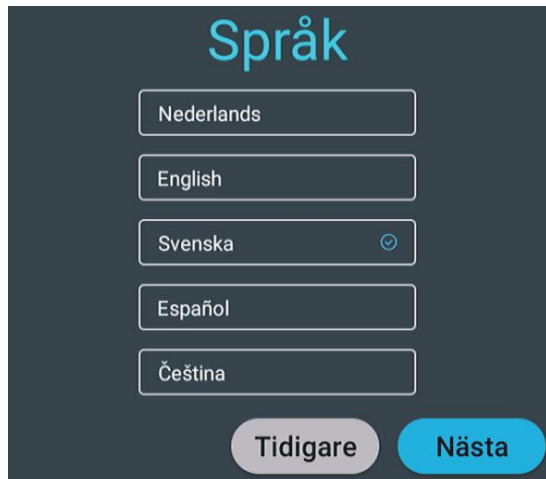 Språk
Nederlands
English
Svenska
Español
Čeština
Tidigare
Nästa